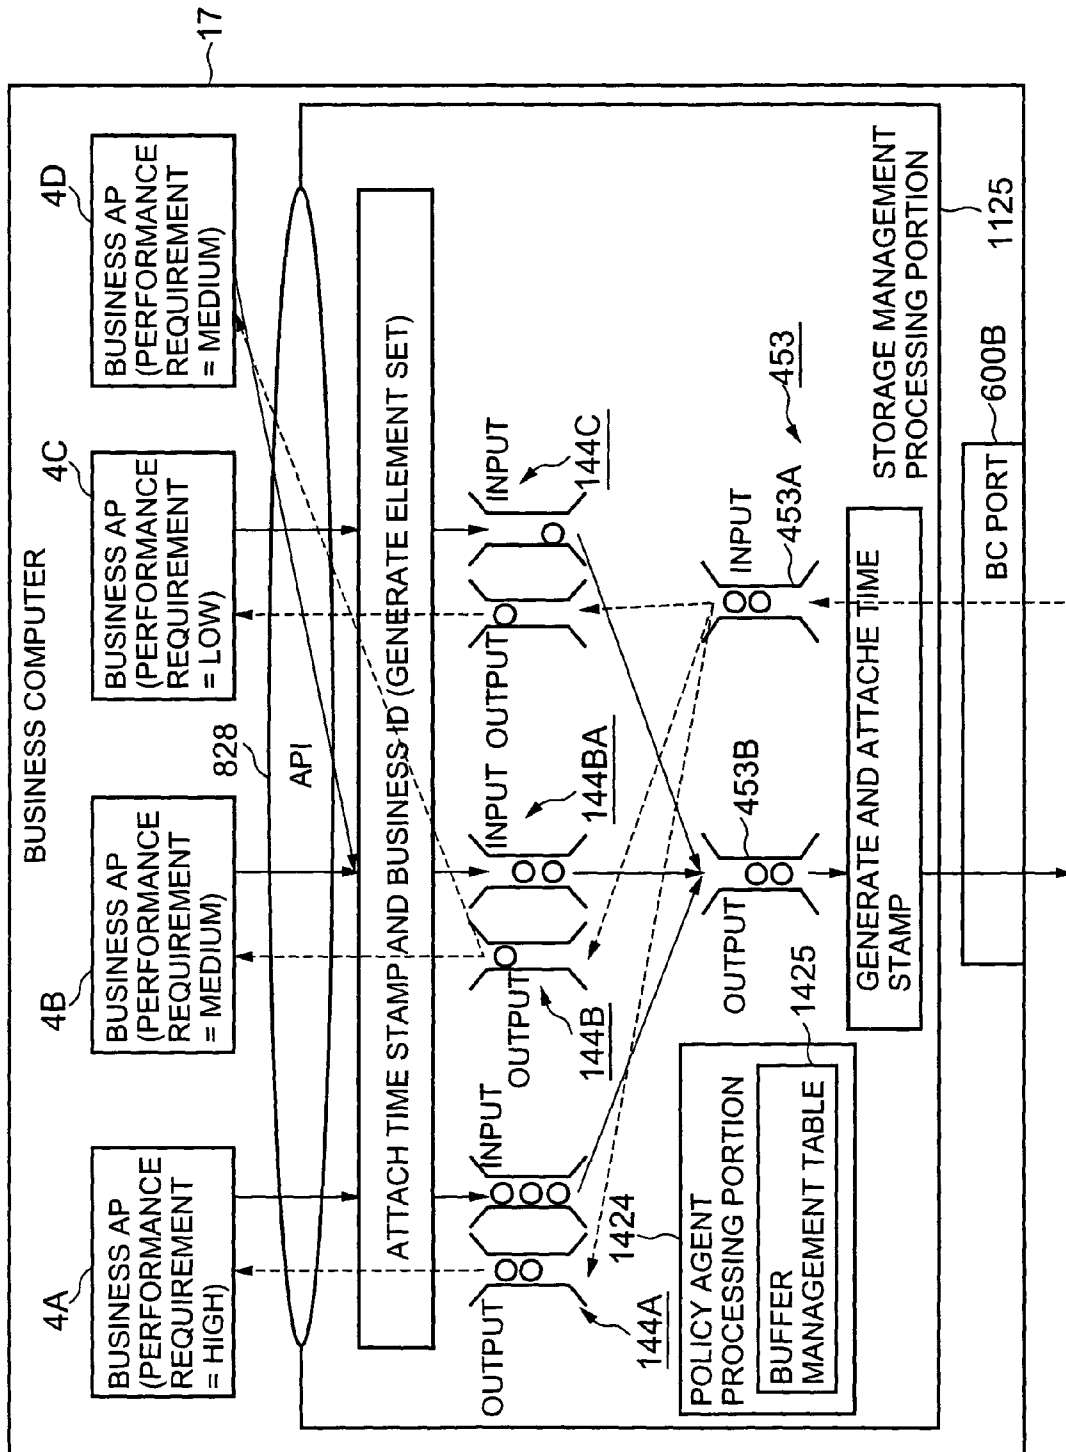 BUSINESS COMPUTER
17
4A
BUSINESS AP
(PERFORMANCE
REQUIREMENT
= HIGH)
4B
BUSINESS AP
(PERFORMANCE
REQUIREMENT
= MEDIUM)
4C
BUSINESS AP
(PERFORMANCE
REQUIREMENT
= LOW)
4D
BUSINESS AP
(PERFORMANCE
REQUIREMENT
= MEDIUM)
828
API
ATTACH TIME STAMP AND BUSINESS ID (GENERATE ELEMENT SET)
OUTPUT
INPUT
144A
OUTPUT
INPUT
144B
144BA
OUTPUT
INPUT
144C
1424
POLICY AGENT
PROCESSING PORTION
1425
BUFFER
MANAGEMENT TABLE
OUTPUT
453B
INPUT
453A
453
GENERATE AND ATTACHE TIME
STAMP
STORAGE MANAGEMENT
PROCESSING PORTION
1125
BC PORT
600B